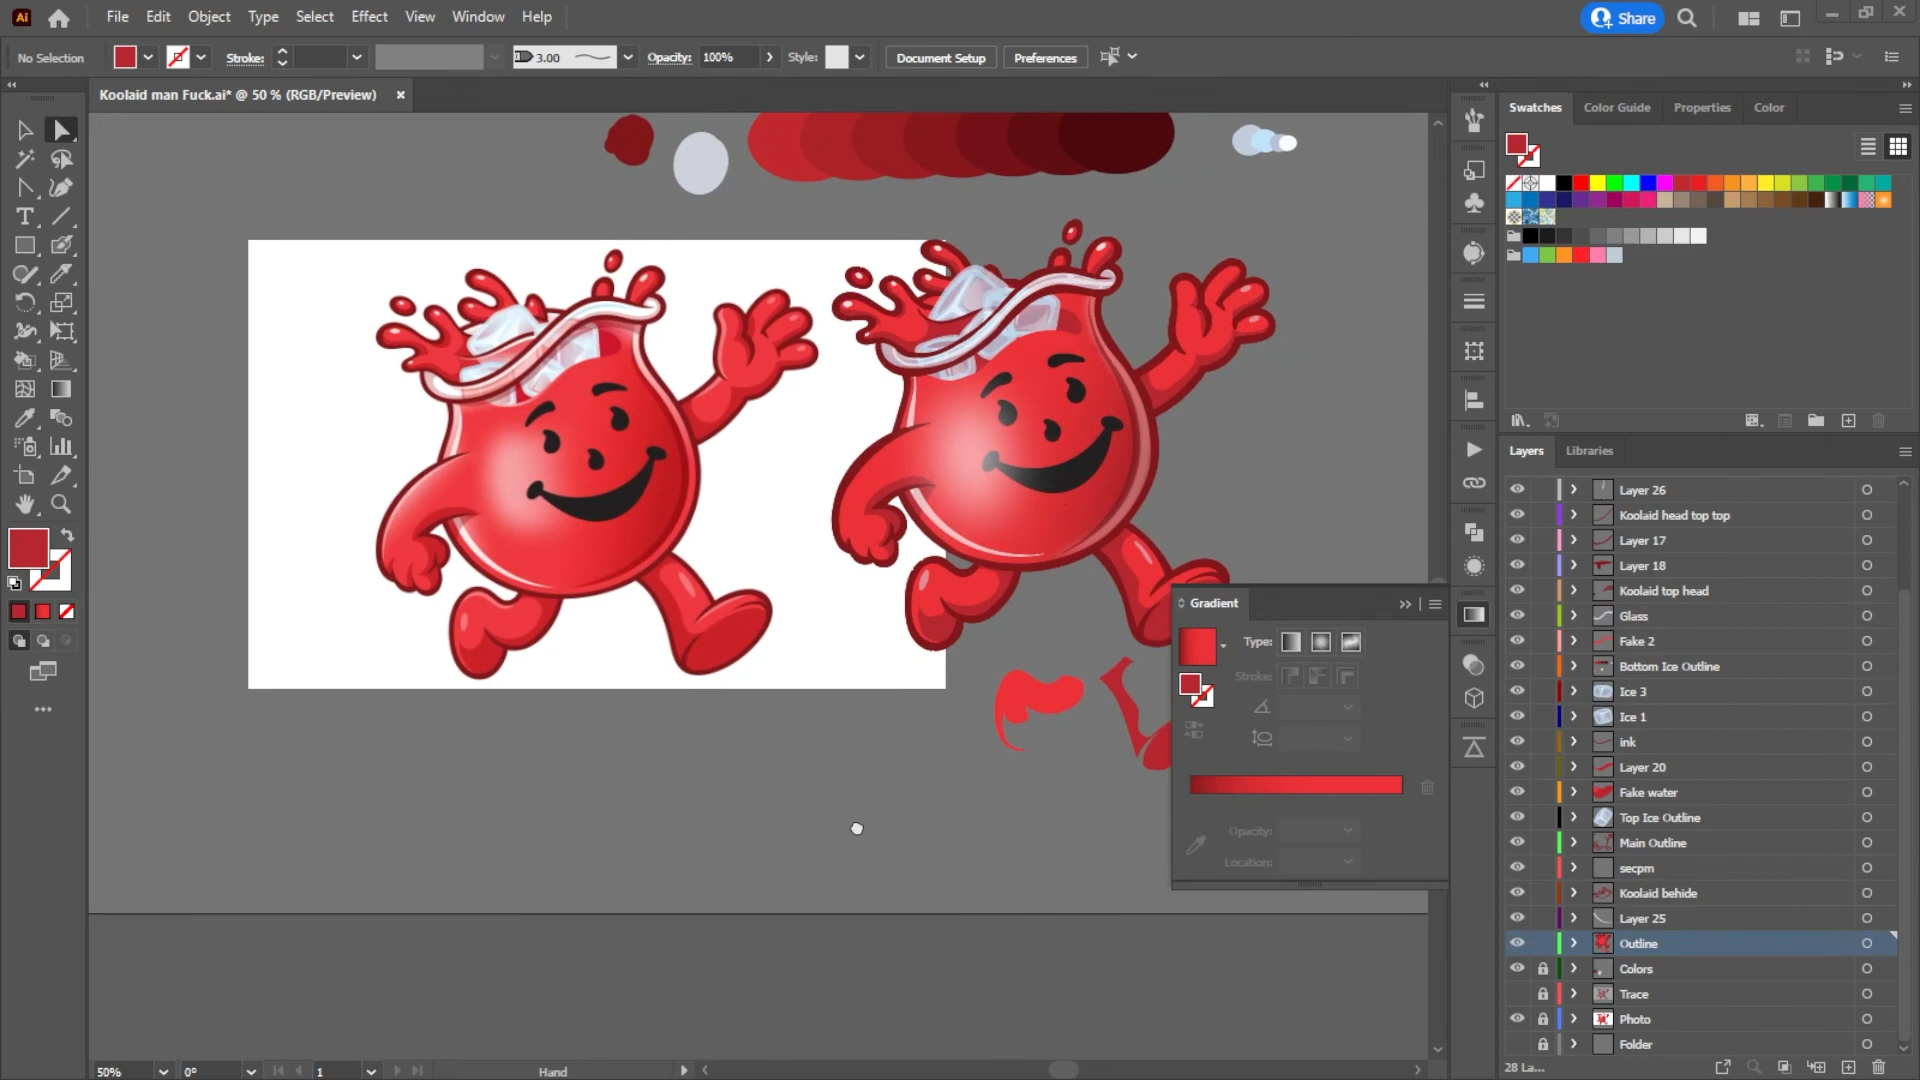 Ai File Edit Object Type Select Effect View Window Help Share
No Selection Stroke: 3.00 Opacity: 100% Style: Document Setup Preferences
Koolaid man Fuck.ai* @ 50 % (RGB/Preview)
Swatches Color Guide Properties Color
Layers Libraries
Layer 26
Koolaid head top top
Layer 17
Layer 18
Koolaid top head
Glass
Fake 2
Bottom Ice Outline
Ice 3
Ice 1
ink
Layer 20
Fake water
Top Ice Outline
Main Outline
secpm
Koolaid behide
Layer 25
Outline
Colors
Trace
Photo
Folder
28 La...
Gradient
Type:
Stroke:
Opacity:
Location:
50% 0° 1 Hand